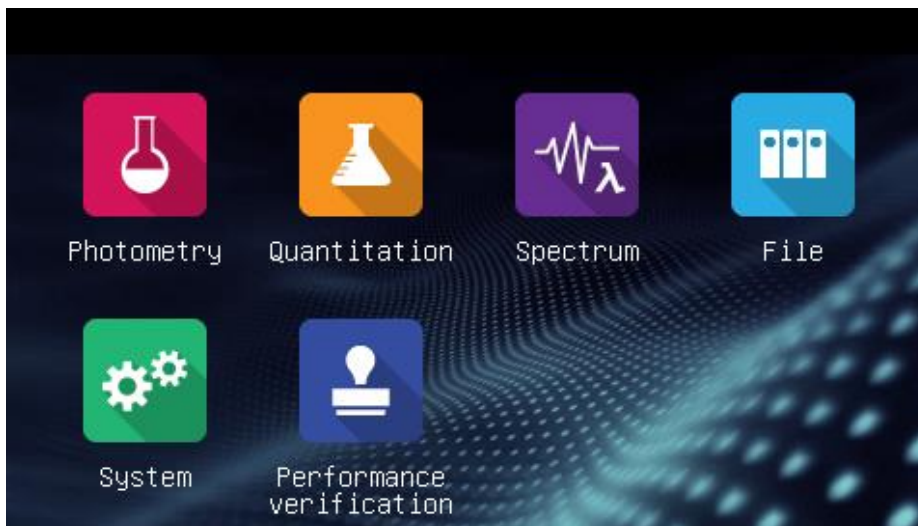 Photometry
Quantitation
Spectrum
File
λ
System
Performance
verification